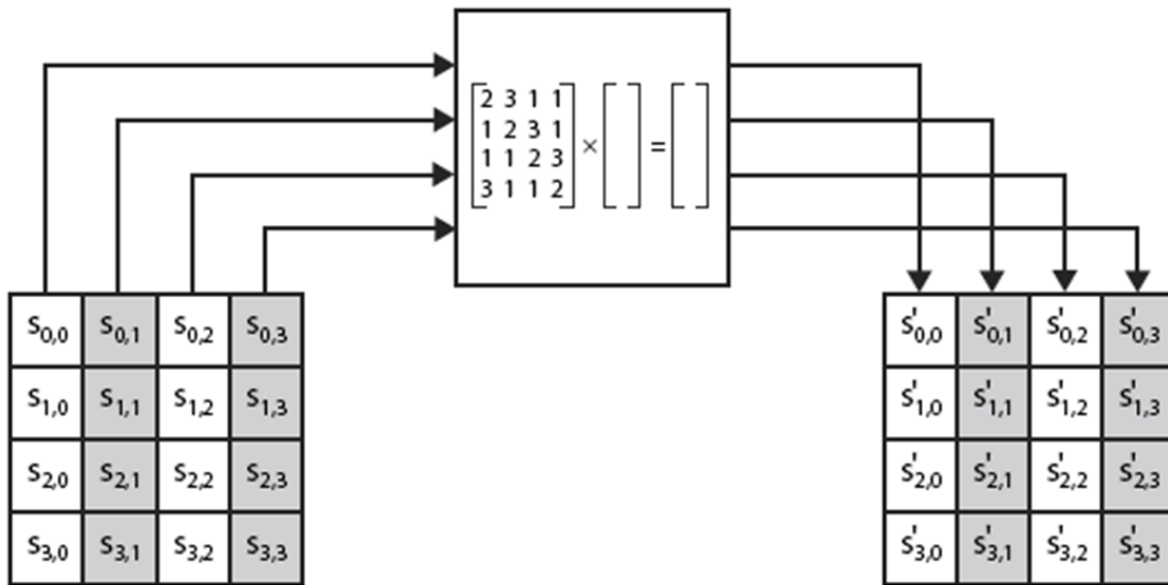 2 3 1 1
1 2 3 1
1 1 2 3
3 1 1 2
× =
S0,0 S0,1 S0,2 S0,3
S1,0 S1,1 S1,2 S1,3
S2,0 S2,1 S2,2 S2,3
S3,0 S3,1 S3,2 S3,3
S'0,0 S'0,1 S'0,2 S'0,3
S'1,0 S'1,1 S'1,2 S'1,3
S'2,0 S'2,1 S'2,2 S'2,3
S'3,0 S'3,1 S'3,2 S'3,3